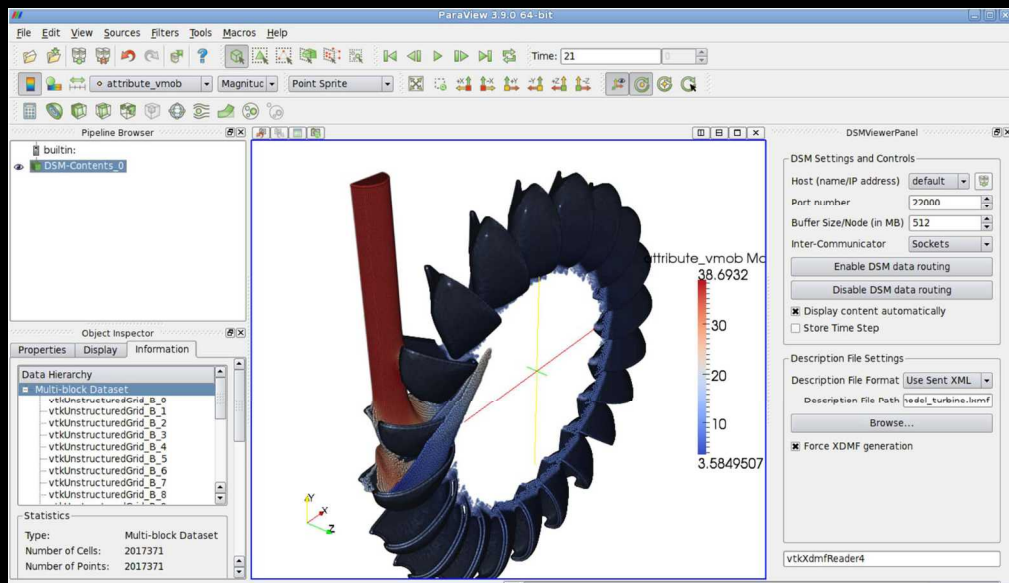 ParaView 3.9.0 64-bit
File Edit View Sources Filters Tools Macros Help
Time: 21 0
attribute_vmob Magnituc Point Sprite
+X -X +Y -Y +Z -Z
Pipeline Browser
builtin:
DSM-Contents_0
Object Inspector
Properties Display Information
Data Hierarchy
Multi-block Dataset
vtkUnstructuredGrid_B_0
vtkUnstructuredGrid_B_1
vtkUnstructuredGrid_B_2
vtkUnstructuredGrid_B_3
vtkUnstructuredGrid_B_4
vtkUnstructuredGrid_B_5
vtkUnstructuredGrid_B_6
vtkUnstructuredGrid_B_7
vtkUnstructuredGrid_B_8
Statistics
Type: Multi-block Dataset
Number of Cells: 2017371
Number of Points: 2017371
attribute_vmob Mc
38.6932
30
20
10
3.5849507
Y
X
Z
DSMViewerPanel
DSM Settings and Controls
Host (name/IP address) default
Port number 22000
Buffer Size/Node (in MB) 512
Inter-Communicator Sockets
Enable DSM data routing
Disable DSM data routing
Display content automatically
Store Time Step
Description File Settings
Description File Format Use Sent XML
Description File Path
Browse...
Force XDMF generation
vtkXdmfReader4